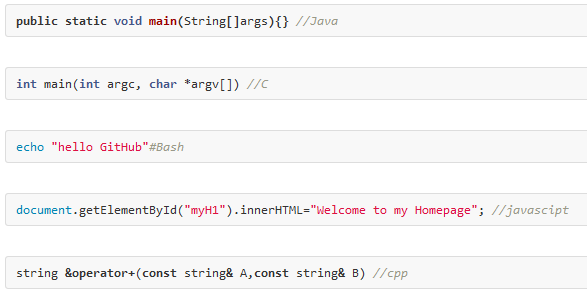 public static void main(String[]args){} //Java
int main(int argc, char *argv[]) //C
echo "hello GitHub"#Bash
document.getElementById("myH1").innerHTML="Welcome to my Homepage"; //javascipt
string &operator+(const string& A,const string& B) //cpp